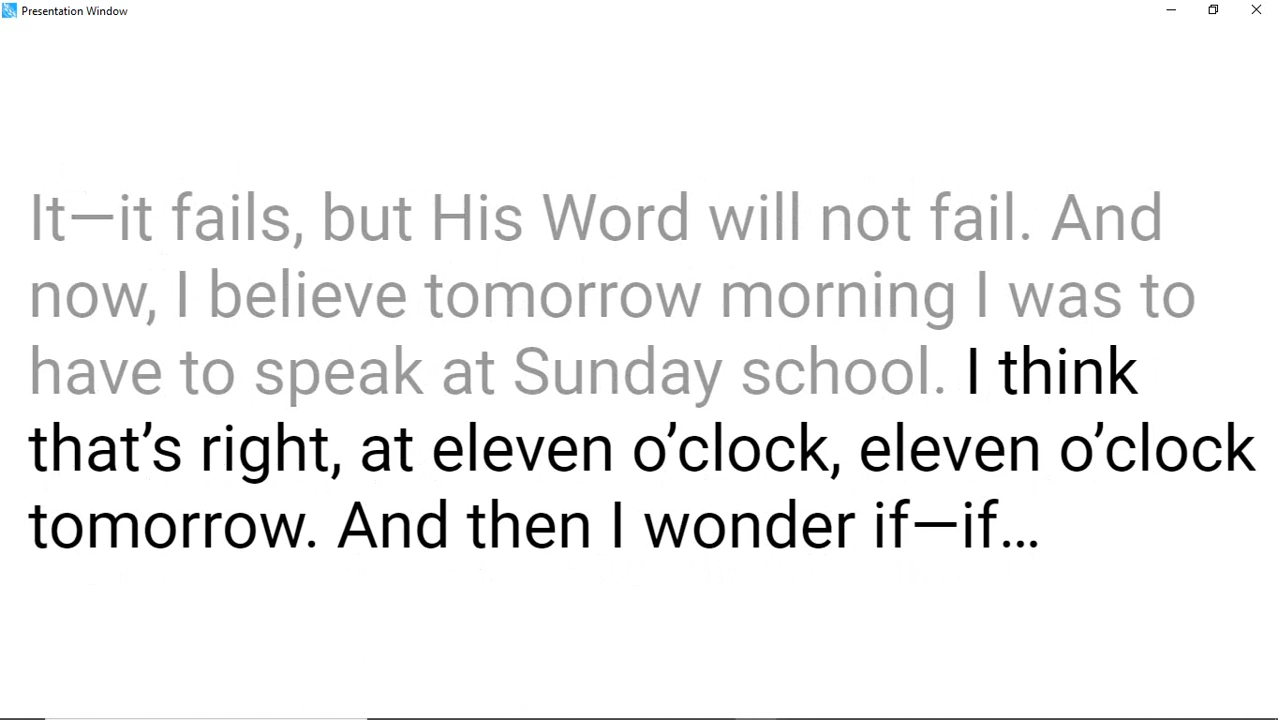 Presentation Window
It—it fails, but His Word will not fail. And
now, I believe tomorrow morning I was to
have to speak at Sunday school. I think
that’s right, at eleven o’clock, eleven o’clock
tomorrow. And then I wonder if—if…